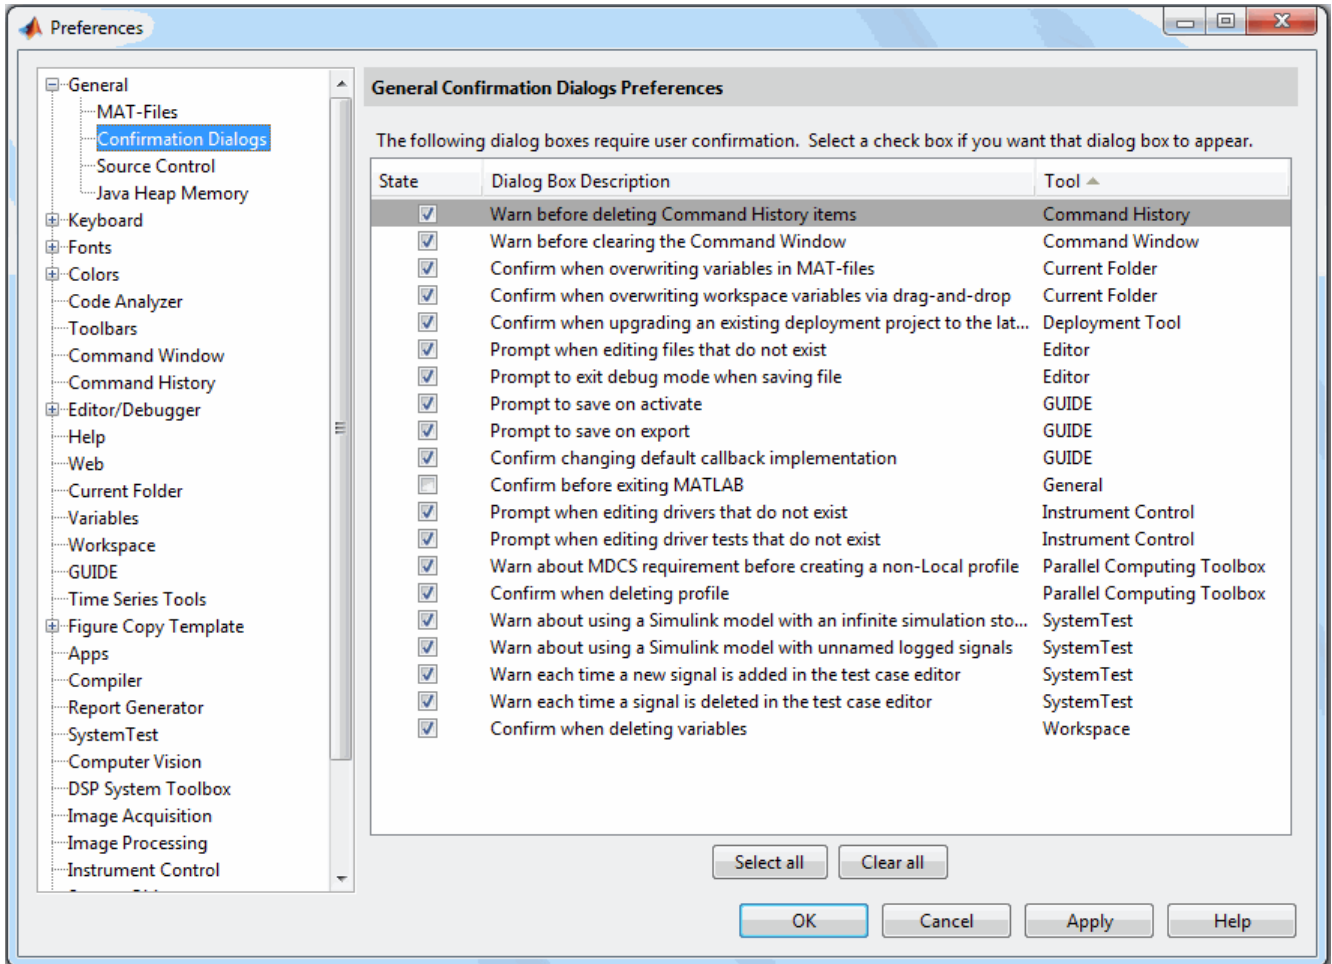 Preferences
General
MAT-Files
Confirmation Dialogs
Source Control
Java Heap Memory
Keyboard
Fonts
Colors
Code Analyzer
Toolbars
Command Window
Command History
Editor/Debugger
Help
Web
Current Folder
Variables
Workspace
GUIDE
Time Series Tools
Figure Copy Template
Apps
Compiler
Report Generator
SystemTest
Computer Vision
DSP System Toolbox
Image Acquisition
Image Processing
Instrument Control
General Confirmation Dialogs Preferences
The following dialog boxes require user confirmation. Select a check box if you want that dialog box to appear.
State Dialog Box Description Tool
Warn before deleting Command History items Command History
Warn before clearing the Command Window Command Window
Confirm when overwriting variables in MAT-files Current Folder
Confirm when overwriting workspace variables via drag-and-drop Current Folder
Confirm when upgrading an existing deployment project to the lat... Deployment Tool
Prompt when editing files that do not exist Editor
Prompt to exit debug mode when saving file Editor
Prompt to save on activate GUIDE
Prompt to save on export GUIDE
Confirm changing default callback implementation GUIDE
Confirm before exiting MATLAB General
Prompt when editing drivers that do not exist Instrument Control
Prompt when editing driver tests that do not exist Instrument Control
Warn about MDCS requirement before creating a non-Local profile Parallel Computing Toolbox
Confirm when deleting profile Parallel Computing Toolbox
Warn about using a Simulink model with an infinite simulation sto... SystemTest
Warn about using a Simulink model with unnamed logged signals SystemTest
Warn each time a new signal is added in the test case editor SystemTest
Warn each time a signal is deleted in the test case editor SystemTest
Confirm when deleting variables Workspace
Select all Clear all
OK Cancel Apply Help